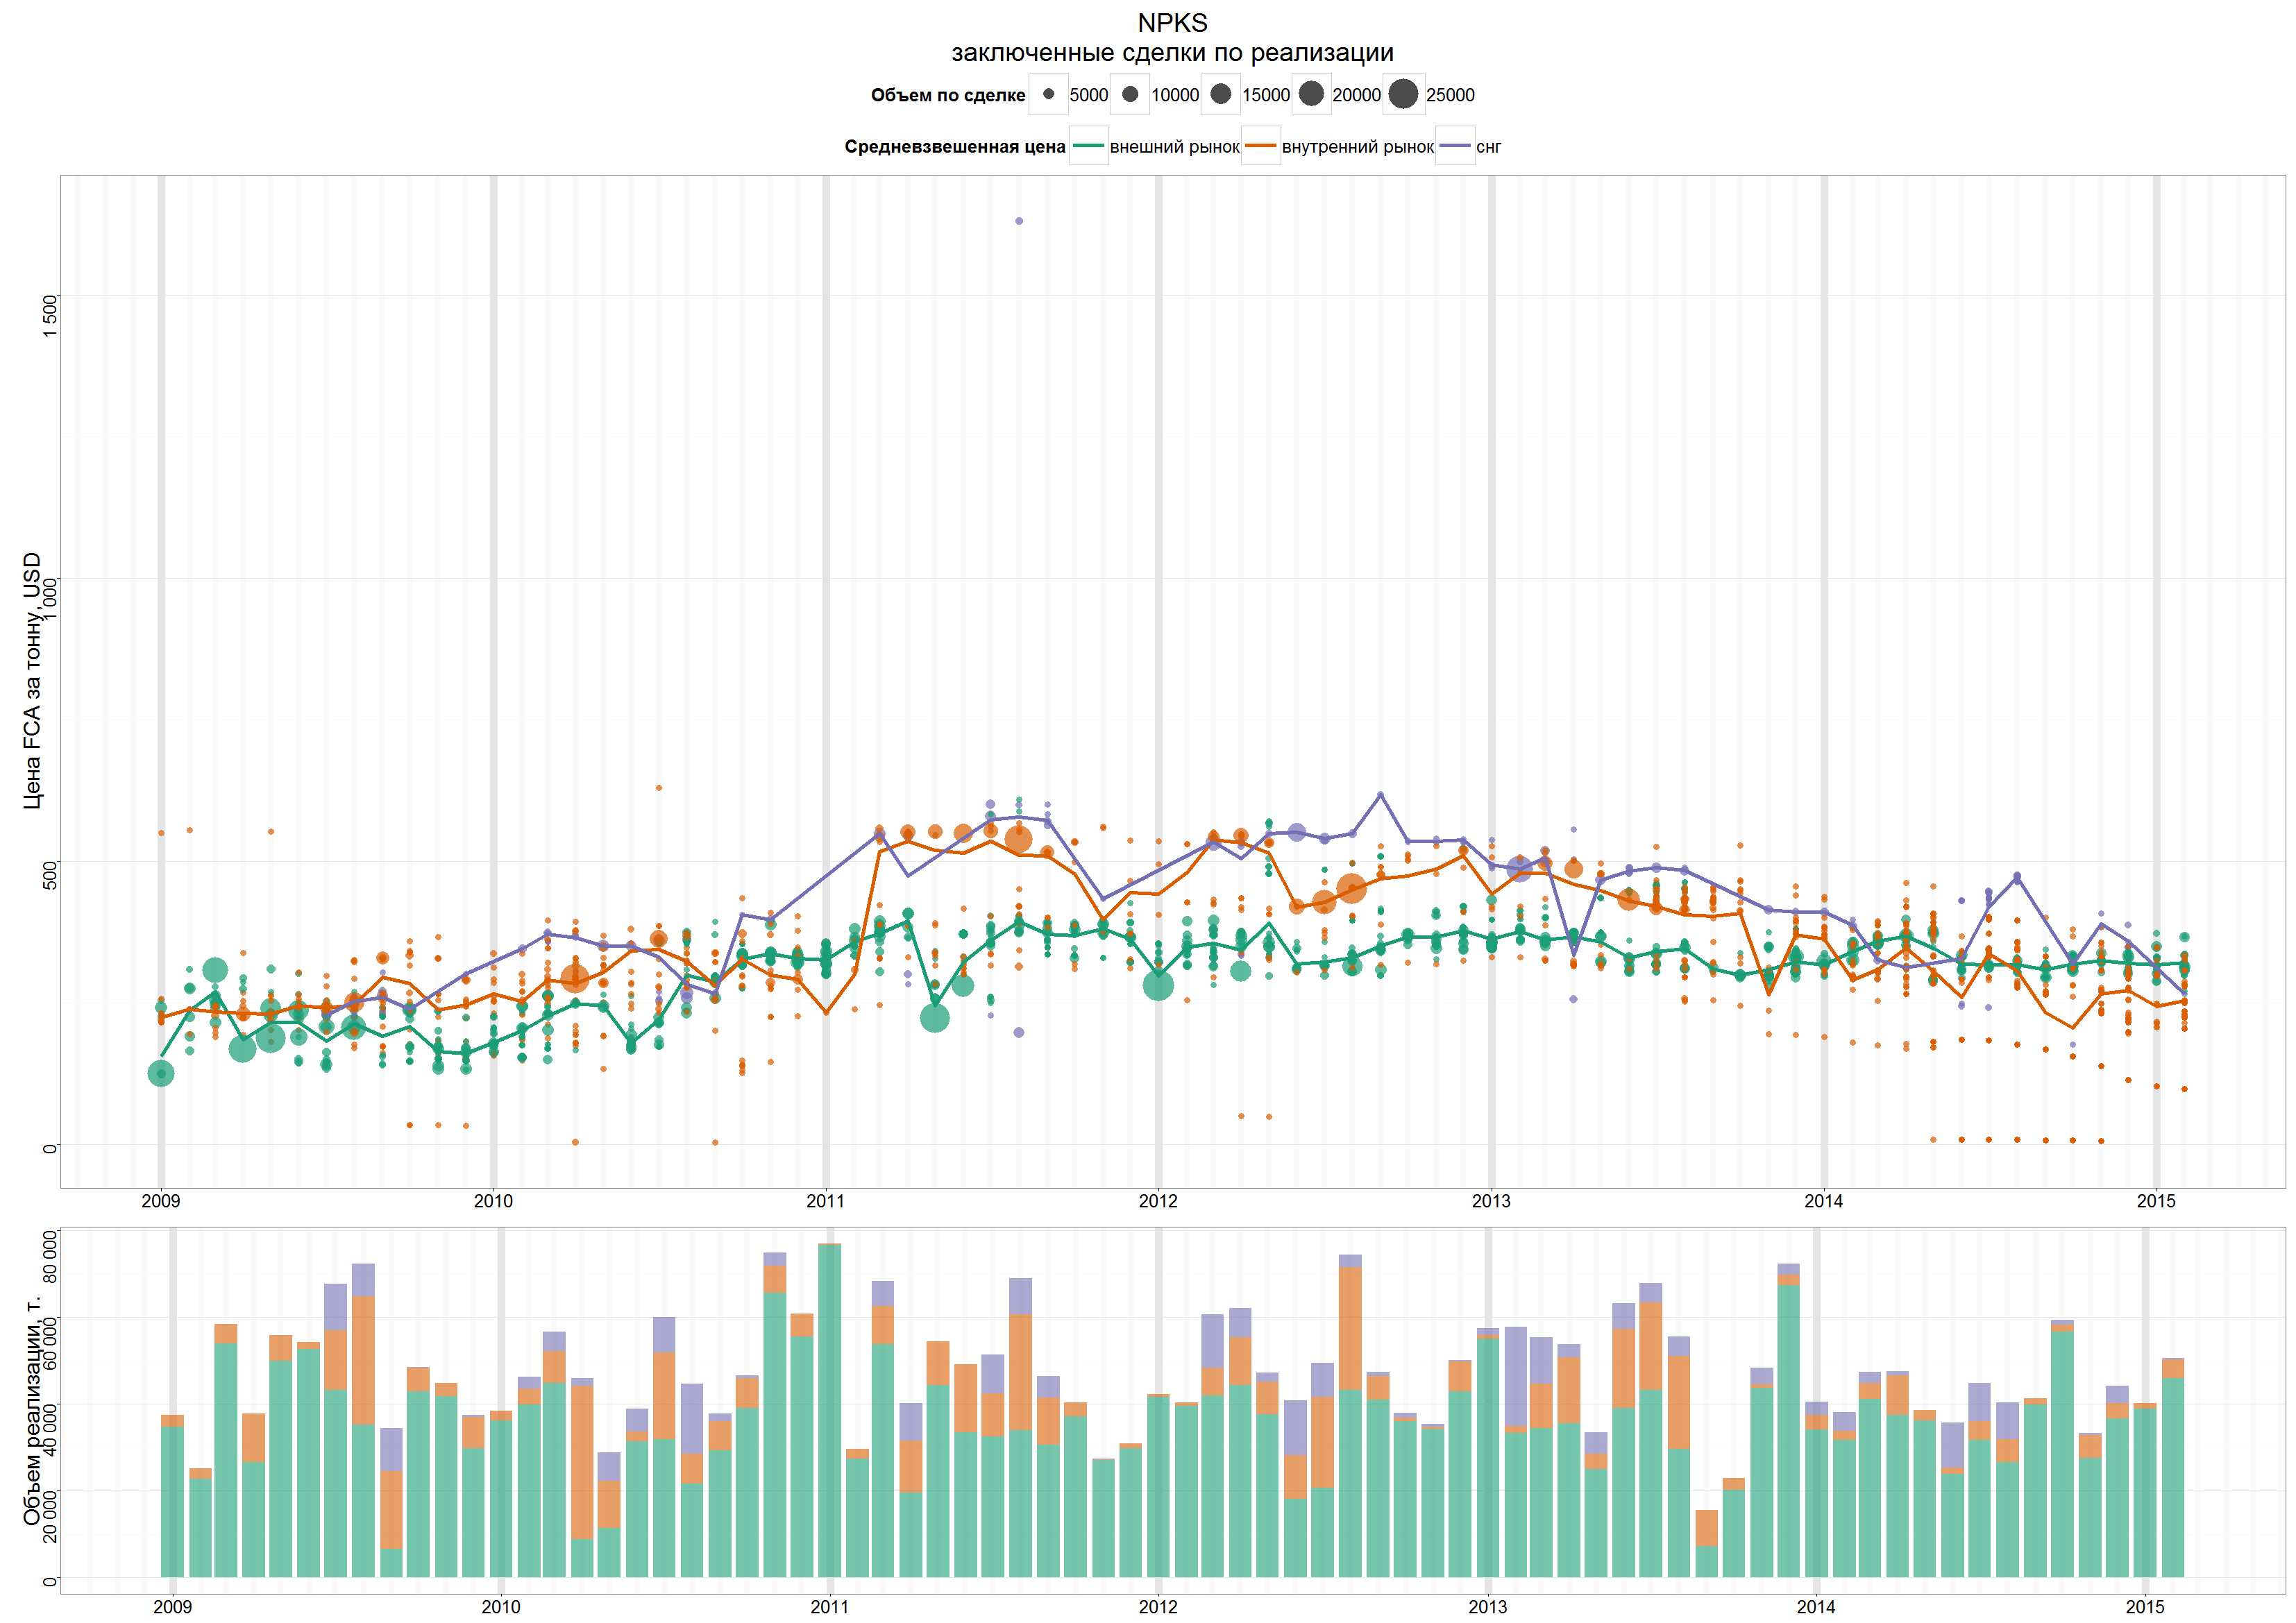 NPKS
заключенные сделки по реализации
Объем по сделке 5000 10000 15000 20000 25000
Средневзвешенная цена внешний рынок внутренний рынок снг
Цена FCA за тонну, USD
1 500
1 000
500
0
2009 2010 2011 2012 2013 2014 2015
Объем реализации, т.
80 000
60 000
40 000
20 000
0
2009 2010 2011 2012 2013 2014 2015